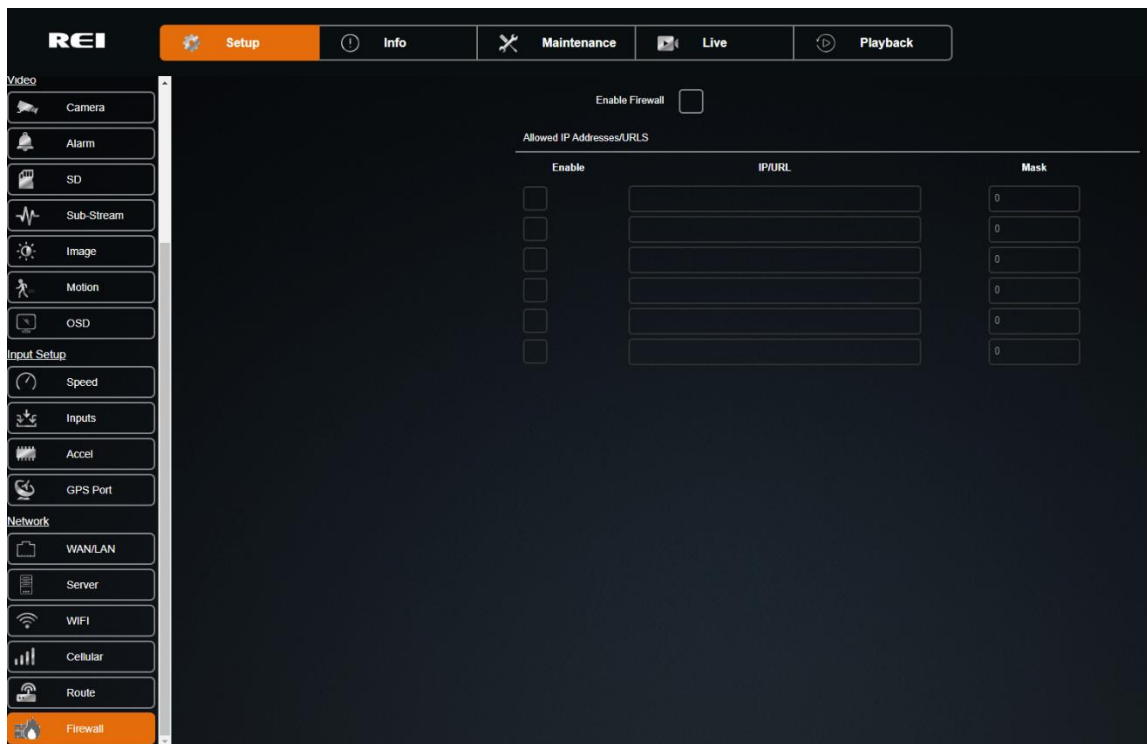 REI
Setup
Info
Maintenance
Live
Playback
Video
Camera
Alarm
SD
Sub-Stream
Image
Motion
OSD
Input Setup
Speed
Inputs
Accel
GPS Port
Network
WAN/LAN
Server
WIFI
Cellular
Route
Firewall
Enable Firewall
Allowed IP Addresses/URLS
Enable IP/URL Mask
0
0
0
0
0
0